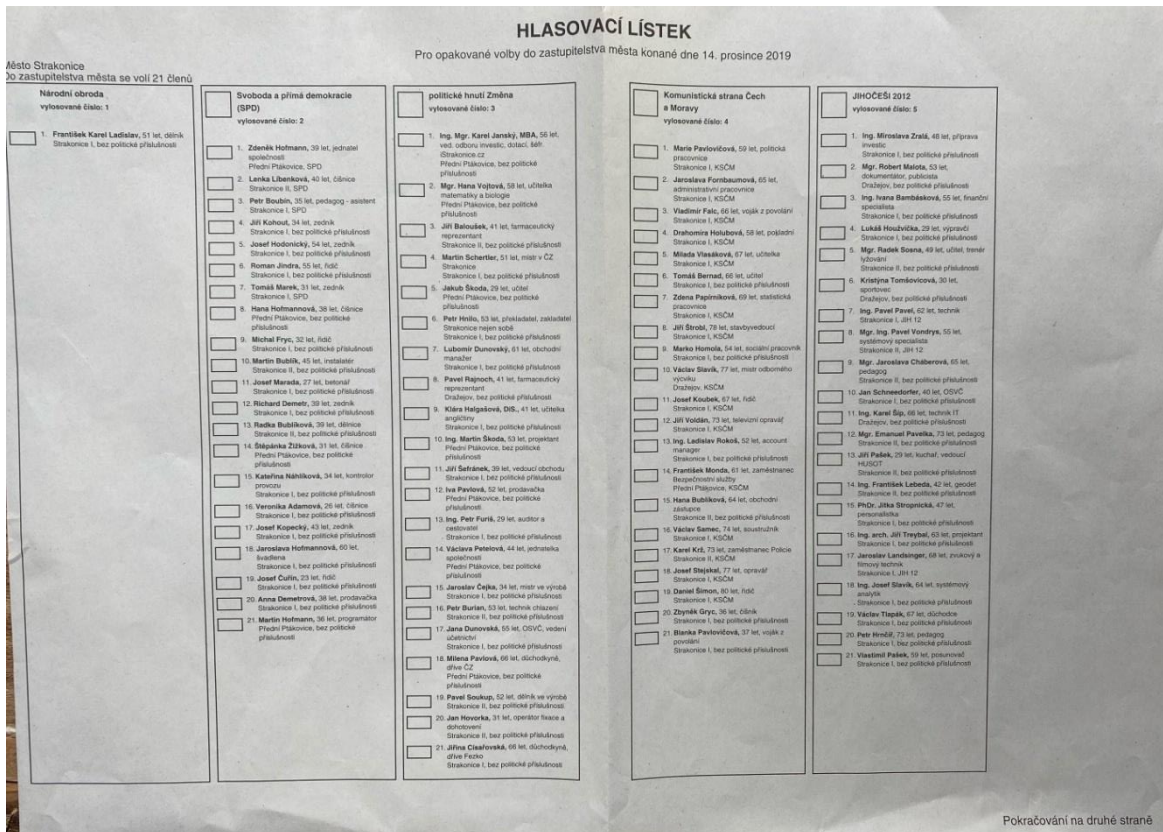 HLASOVACÍ LÍSTEK
Pro opakované volby do zastupitelstva města konané dne 14. prosince 2019
Město Strakonice
Do zastupitelstva města se volí 21 členů
Národní obroda
vylosované číslo: 1
1. František Karel Ladislav, 51 let, dělník
Strakonice I, bez politické příslušnosti
Svoboda a přímá demokracie
(SPD)
vylosované číslo: 2
1. Zdeněk Hofmann, 39 let, jednatel
společnosti
Přední Ptákovice, SPD
2. Lenka Libenková, 40 let, číšnice
Strakonice II, SPD
3. Petr Boubín, 35 let, pedagog - asistent
Strakonice I, SPD
4. Jiří Kohout, 34 let, zedník
Strakonice I, bez politické příslušnosti
5. Josef Hodonický, 54 let, zedník
Strakonice I, bez politické příslušnosti
6. Roman Jindra, 55 let, řidič
Strakonice I, bez politické příslušnosti
7. Tomáš Marek, 31 let, zedník
Strakonice I, SPD
8. Hana Hofmannová, 38 let, číšnice
Přední Ptákovice, bez politické
příslušnosti
9. Michal Fryc, 32 let, řidič
Strakonice I, bez politické příslušnosti
10. Martin Bublík, 45 let, instalatér
Strakonice II, bez politické příslušnosti
11. Josef Marada, 27 let, betonář
Strakonice I, bez politické příslušnosti
12. Richard Demetr, 39 let, zedník
Strakonice I, bez politické příslušnosti
13. Radka Bublíková, 39 let, dělnice
Strakonice II, bez politické příslušnosti
14. Štěpánka Žižková, 31 let, číšnice
Přední Ptákovice, bez politické
příslušnosti
15. Kateřina Náhlíková, 34 let, kontrolor
provozu
Strakonice I, bez politické příslušnosti
16. Veronika Adamová, 26 let, číšnice
Strakonice I, bez politické příslušnosti
17. Josef Kopecký, 43 let, zedník
Strakonice I, bez politické příslušnosti
18. Jaroslava Hofmannová, 60 let,
švadlena
Strakonice I, bez politické příslušnosti
19. Josef Čuřín, 23 let, řidič
Strakonice I, bez politické příslušnosti
20. Anna Demetrová, 38 let, prodavačka
Strakonice I, bez politické příslušnosti
21. Martin Hofmann, 36 let, programátor
Přední Ptákovice, bez politické
příslušnosti
politické hnutí Změna
vylosované číslo: 3
1. Ing. Mgr. Karel Janský, MBA, 56 let,
ved. odboru investic, dotací, šéfr.
iStrakonice.cz
Přední Ptákovice, bez politické
příslušnosti
2. Mgr. Hana Vojtová, 58 let, učitelka
matematiky a biologie
Přední Ptákovice, bez politické
příslušnosti
3. Jiří Baloušek, 41 let, farmaceutický
reprezentant
Strakonice II, bez politické příslušnosti
4. Martin Schertler, 51 let, mistr v ČZ
Strakonice
Strakonice I, bez politické příslušnosti
5. Jakub Škoda, 29 let, učitel
Přední Ptákovice, bez politické
příslušnosti
6. Petr Hnilo, 53 let, překladatel, zakladatel
Strakonice nejen sobě
Strakonice I, bez politické příslušnosti
7. Lubomír Dunovský, 61 let, obchodní
manažer
Strakonice I, bez politické příslušnosti
8. Pavel Rajnoch, 41 let, farmaceutický
reprezentant
Dražejov, bez politické příslušnosti
9. Klára Halgašová, DiS., 41 let, učitelka
angličtiny
Strakonice I, bez politické příslušnosti
10. Ing. Martin Škoda, 53 let, projektant
Přední Ptákovice, bez politické
příslušnosti
11. Jiří Šefránek, 39 let, vedoucí obchodu
Strakonice I, bez politické příslušnosti
12. Iva Pavlová, 52 let, prodavačka
Přední Ptákovice, bez politické
příslušnosti
13. Ing. Petr Furiš, 29 let, auditor a
cestovatel
Strakonice I, bez politické příslušnosti
14. Václava Petelová, 44 let, jednatelka
společnosti
Přední Ptákovice, bez politické
příslušnosti
15. Jaroslav Čejka, 34 let, mistr ve výrobě
Strakonice I, bez politické příslušnosti
16. Petr Burian, 53 let, technik chlazení
Strakonice I, bez politické příslušnosti
17. Jana Dunovská, 55 let, OSVČ, vedení
účetnictví
Strakonice I, bez politické příslušnosti
18. Milena Pavlová, 66 let, důchodkyně,
dříve ČZ
Přední Ptákovice, bez politické
příslušnosti
19. Pavel Soukup, 52 let, dělník ve výrobě
Strakonice II, bez politické příslušnosti
20. Jan Hovorka, 31 let, operátor fixace a
dohotovení
Strakonice II, bez politické příslušnosti
21. Jiřina Císařovská, 68 let, důchodkyně,
dříve Fezko
Strakonice I, bez politické příslušnosti
Komunistická strana Čech
a Moravy
vylosované číslo: 4
1. Marie Pavlovičová, 59 let, politická
pracovnice
Strakonice I, KSČM
2. Jaroslava Fornbaumová, 65 let,
administrativní pracovnice
Strakonice I, KSČM
3. Vladimír Falc, 66 let, voják z povolání
Strakonice I, KSČM
4. Drahomíra Holubová, 58 let, pokladní
Strakonice I, KSČM
5. Milada Vlasáková, 67 let, učitelka
Strakonice I, KSČM
6. Tomáš Bernad, 66 let, učitel
Strakonice I, KSČM
7. Zdena Papírníková, 69 let, statistická
pracovnice
Strakonice I, KSČM
8. Jiří Štrobl, 78 let, stavbyvedoucí
Strakonice I, KSČM
9. Marko Homola, 54 let, sociální pracovník
Strakonice I, bez politické příslušnosti
10. Václav Slavík, 77 let, mistr odborného
výcviku
Dražejov, KSČM
11. Josef Koubek, 67 let, řidič
Strakonice I, KSČM
12. Jiří Voldán, 73 let, televizní opravář
Strakonice I, KSČM
13. Ing. Ladislav Rokoš, 52 let, account
manager
Strakonice I, KSČM
14. František Monda, 61 let, zaměstnanec
Bezpečnostní služby
Přední Ptákovice, KSČM
15. Hana Bublíková, 64 let, obchodní
zástupce
Strakonice II, bez politické příslušnosti
16. Václav Samec, 74 let, soustružník
Strakonice I, KSČM
17. Karel Krž, 73 let, zaměstnanec Policie
Strakonice II, KSČM
18. Josef Stejskal, 77 let, opravář
Strakonice I, KSČM
19. Daniel Šimon, 80 let, řidič
Strakonice I, KSČM
20. Zbyněk Gryc, 36 let, číšník
Strakonice I, bez politické příslušnosti
21. Blanka Pavlovičová, 37 let, voják z
povolání
Strakonice I, bez politické příslušnosti
JIHOČEŠI 2012
vylosované číslo: 5
1. Ing. Miroslava Zralá, 48 let, příprava
investic
Strakonice I, bez politické příslušnosti
2. Mgr. Robert Malota, 53 let,
dokumentátor, publicista
Dražejov, bez politické příslušnosti
3. Ing. Ivana Bambásková, 55 let, finanční
specialista
Strakonice I, bez politické příslušnosti
4. Lukáš Houžvička, 29 let, výpravčí
Strakonice I, bez politické příslušnosti
5. Mgr. Radek Sosna, 49 let, učitel, trenér
lyžování
Strakonice II, bez politické příslušnosti
6. Kristýna Tomšovicová, 30 let,
sportovec
Dražejov, bez politické příslušnosti
7. Ing. Pavel Pavel, 62 let, technik
Strakonice I, JIH 12
8. Mgr. Ing. Pavel Vondrys, 55 let,
systémový specialista
Strakonice II, JIH 12
9. Mgr. Jaroslava Cháberová, 65 let,
pedagog
Strakonice II, bez politické příslušnosti
10. Jan Schneedorfer, 40 let, OSVČ
Strakonice I, bez politické příslušnosti
11. Ing. Karel Šíp, 68 let, technik IT
Dražejov, bez politické příslušnosti
12. Mgr. Emanuel Pavelka, 73 let, pedagog
Strakonice II, bez politické příslušnosti
13. Jiří Pašek, 29 let, kuchař, vedoucí
HUSOT
Strakonice II, bez politické příslušnosti
14. Ing. František Lebeda, 42 let, geodet
Strakonice II, bez politické příslušnosti
15. PhDr. Jitka Stropnická, 47 let,
personalistka
Strakonice I, bez politické příslušnosti
16. Ing. arch. Jiří Treybal, 63 let, projektant
Strakonice I, bez politické příslušnosti
17. Jaroslav Landsinger, 68 let, zvukový a
filmový technik
Strakonice I, JIH 12
18. Ing. Josef Slavík, 64 let, systémový
analytik
Strakonice I, bez politické příslušnosti
19. Václav Tlapák, 67 let, důchodce
Strakonice I, bez politické příslušnosti
20. Petr Hrnčíř, 73 let, pedagog
Strakonice I, bez politické příslušnosti
21. Vlastimil Pašek, 59 let, posunovač
Strakonice I, bez politické příslušnosti
Pokračování na druhé straně